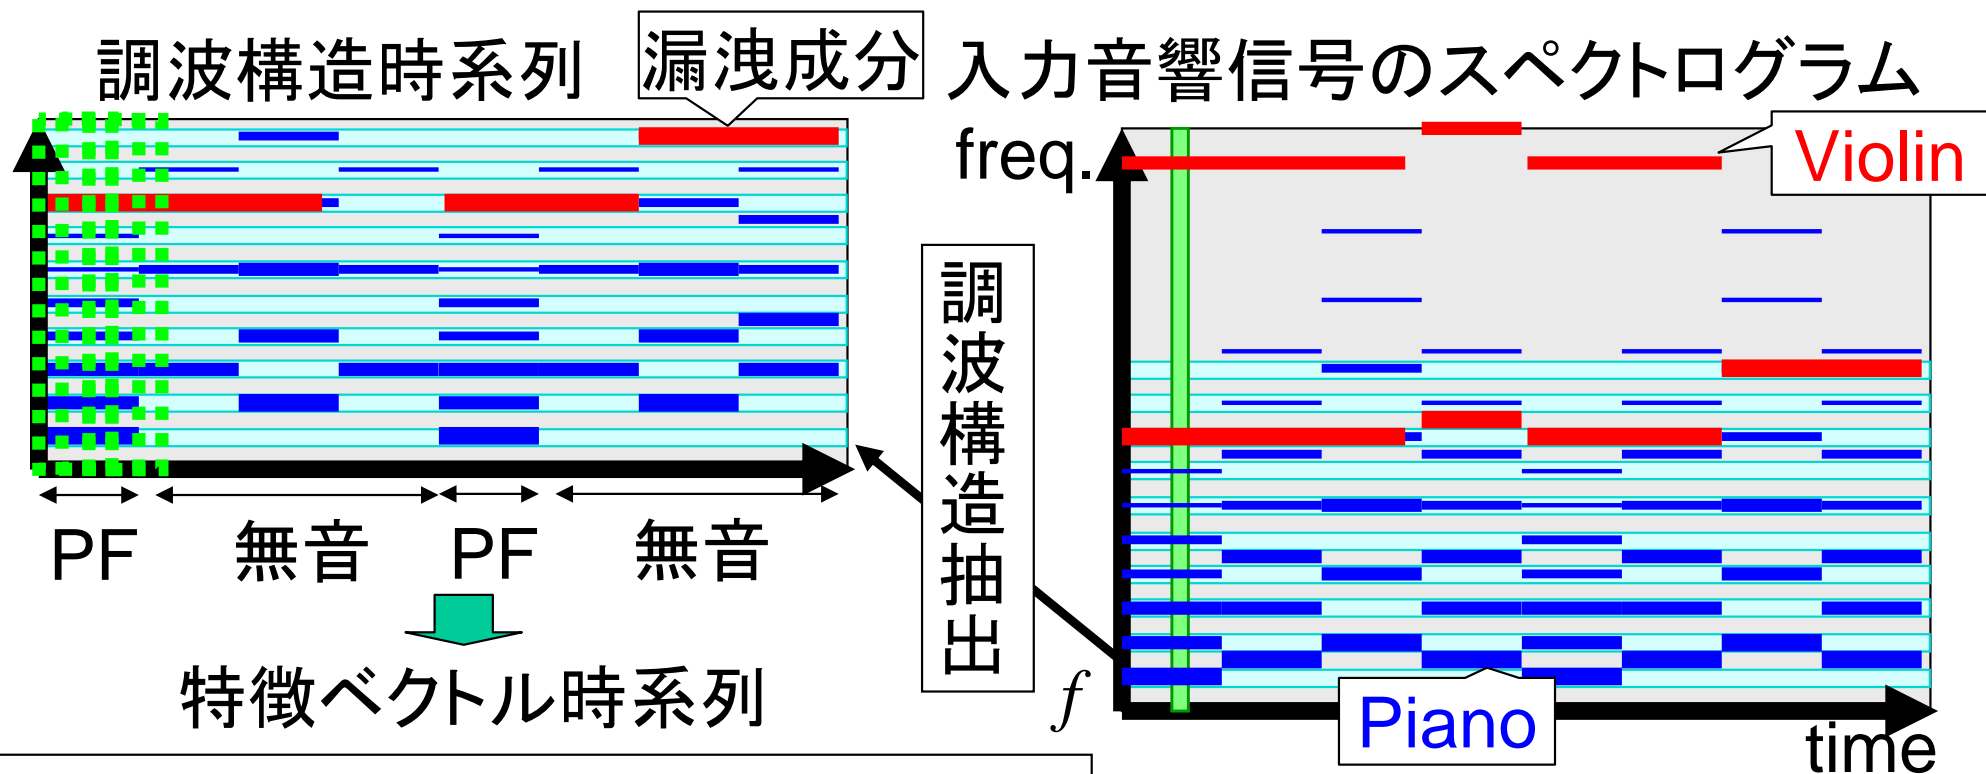 調波構造時系列
漏洩成分
入力音響信号のスペクトログラム
freq.
Violin
調波構造抽出
PF
無音
PF
無音
特徴ベクトル時系列
f
Piano
time